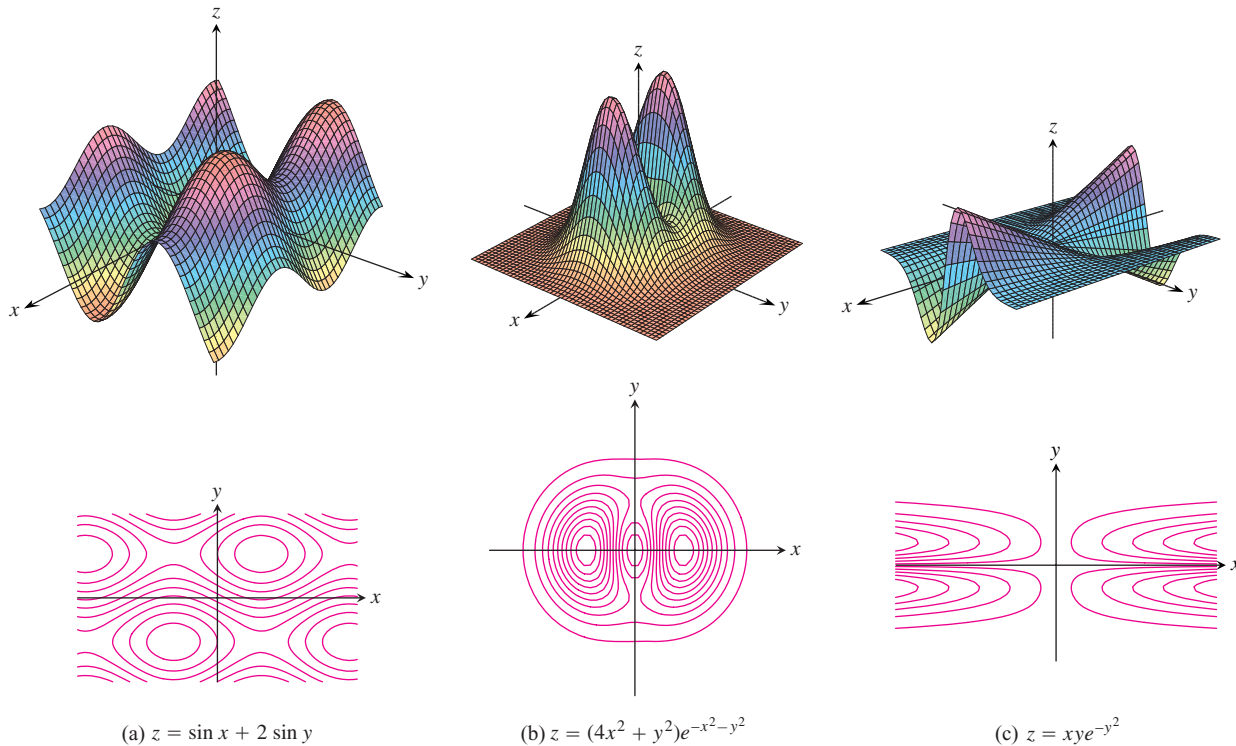 z
x
y
z
x
y
z
x
y
y
x
y
x
y
x
(a) z = sin x + 2 sin y
(b) z = (4x² + y²)e^{−x²−y²}
(c) z = xye^{−y²}